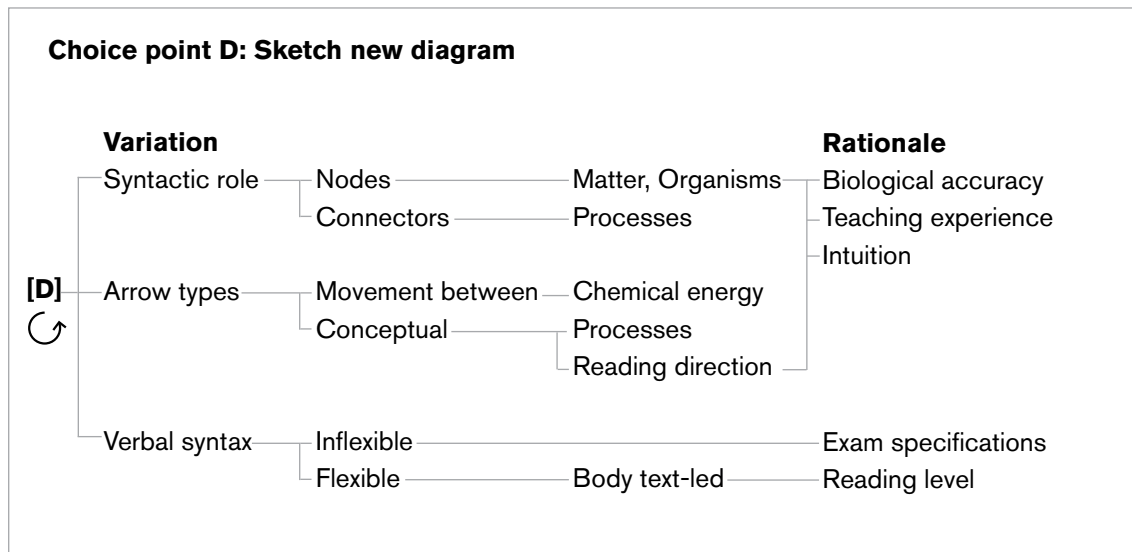 Choice point D: Sketch new diagram
Variation Rationale
Syntactic role Nodes Matter, Organisms Biological accuracy
Connectors Processes Teaching experience
Intuition
[D] Arrow types Movement between Chemical energy
Conceptual Processes
Reading direction
Verbal syntax Inflexible Exam specifications
Flexible Body text-led Reading level